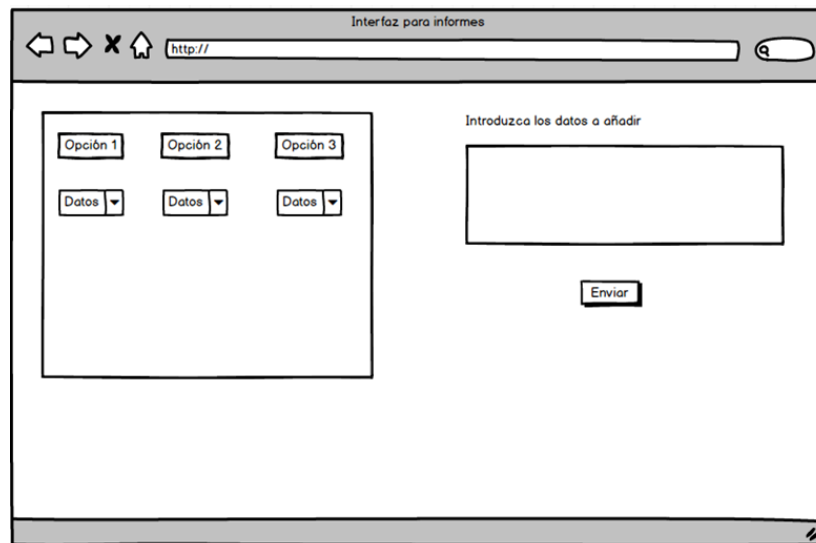 Interfaz para informes
http://
Opción 1 Opción 2 Opción 3
Datos Datos Datos
Introduzca los datos a añadir
Enviar